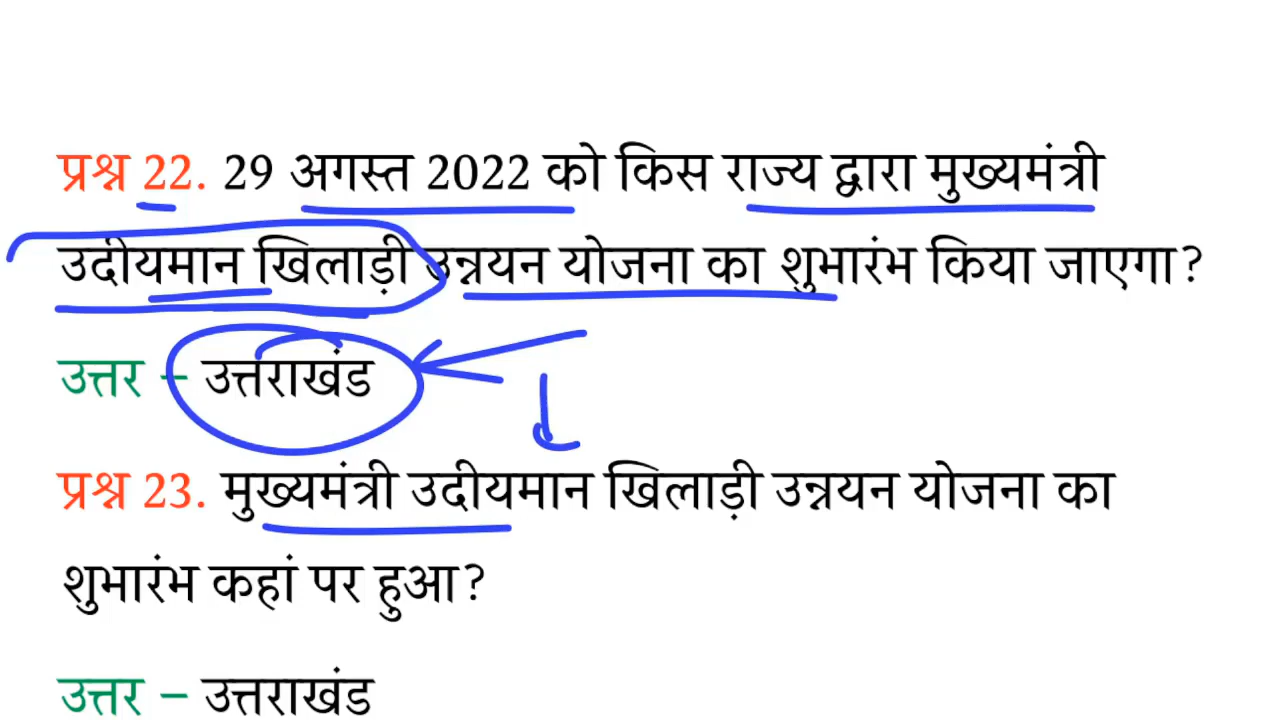 प्रश्न 22. 29 अगस्त 2022 को किस राज्य द्वारा मुख्यमंत्री
उदीयमान खिलाड़ी उन्नयन योजना का शुभारंभ किया जाएगा?
उत्तर – उत्तराखंड
प्रश्न 23. मुख्यमंत्री उदीयमान खिलाड़ी उन्नयन योजना का
शुभारंभ कहां पर हुआ?
उत्तर – उत्तराखंड